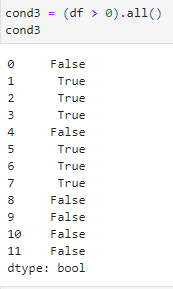 cond3 = (df > 0).all()
cond3
0 False
1 True
2 True
3 True
4 False
5 True
6 True
7 True
8 False
9 False
10 False
11 False
dtype: bool